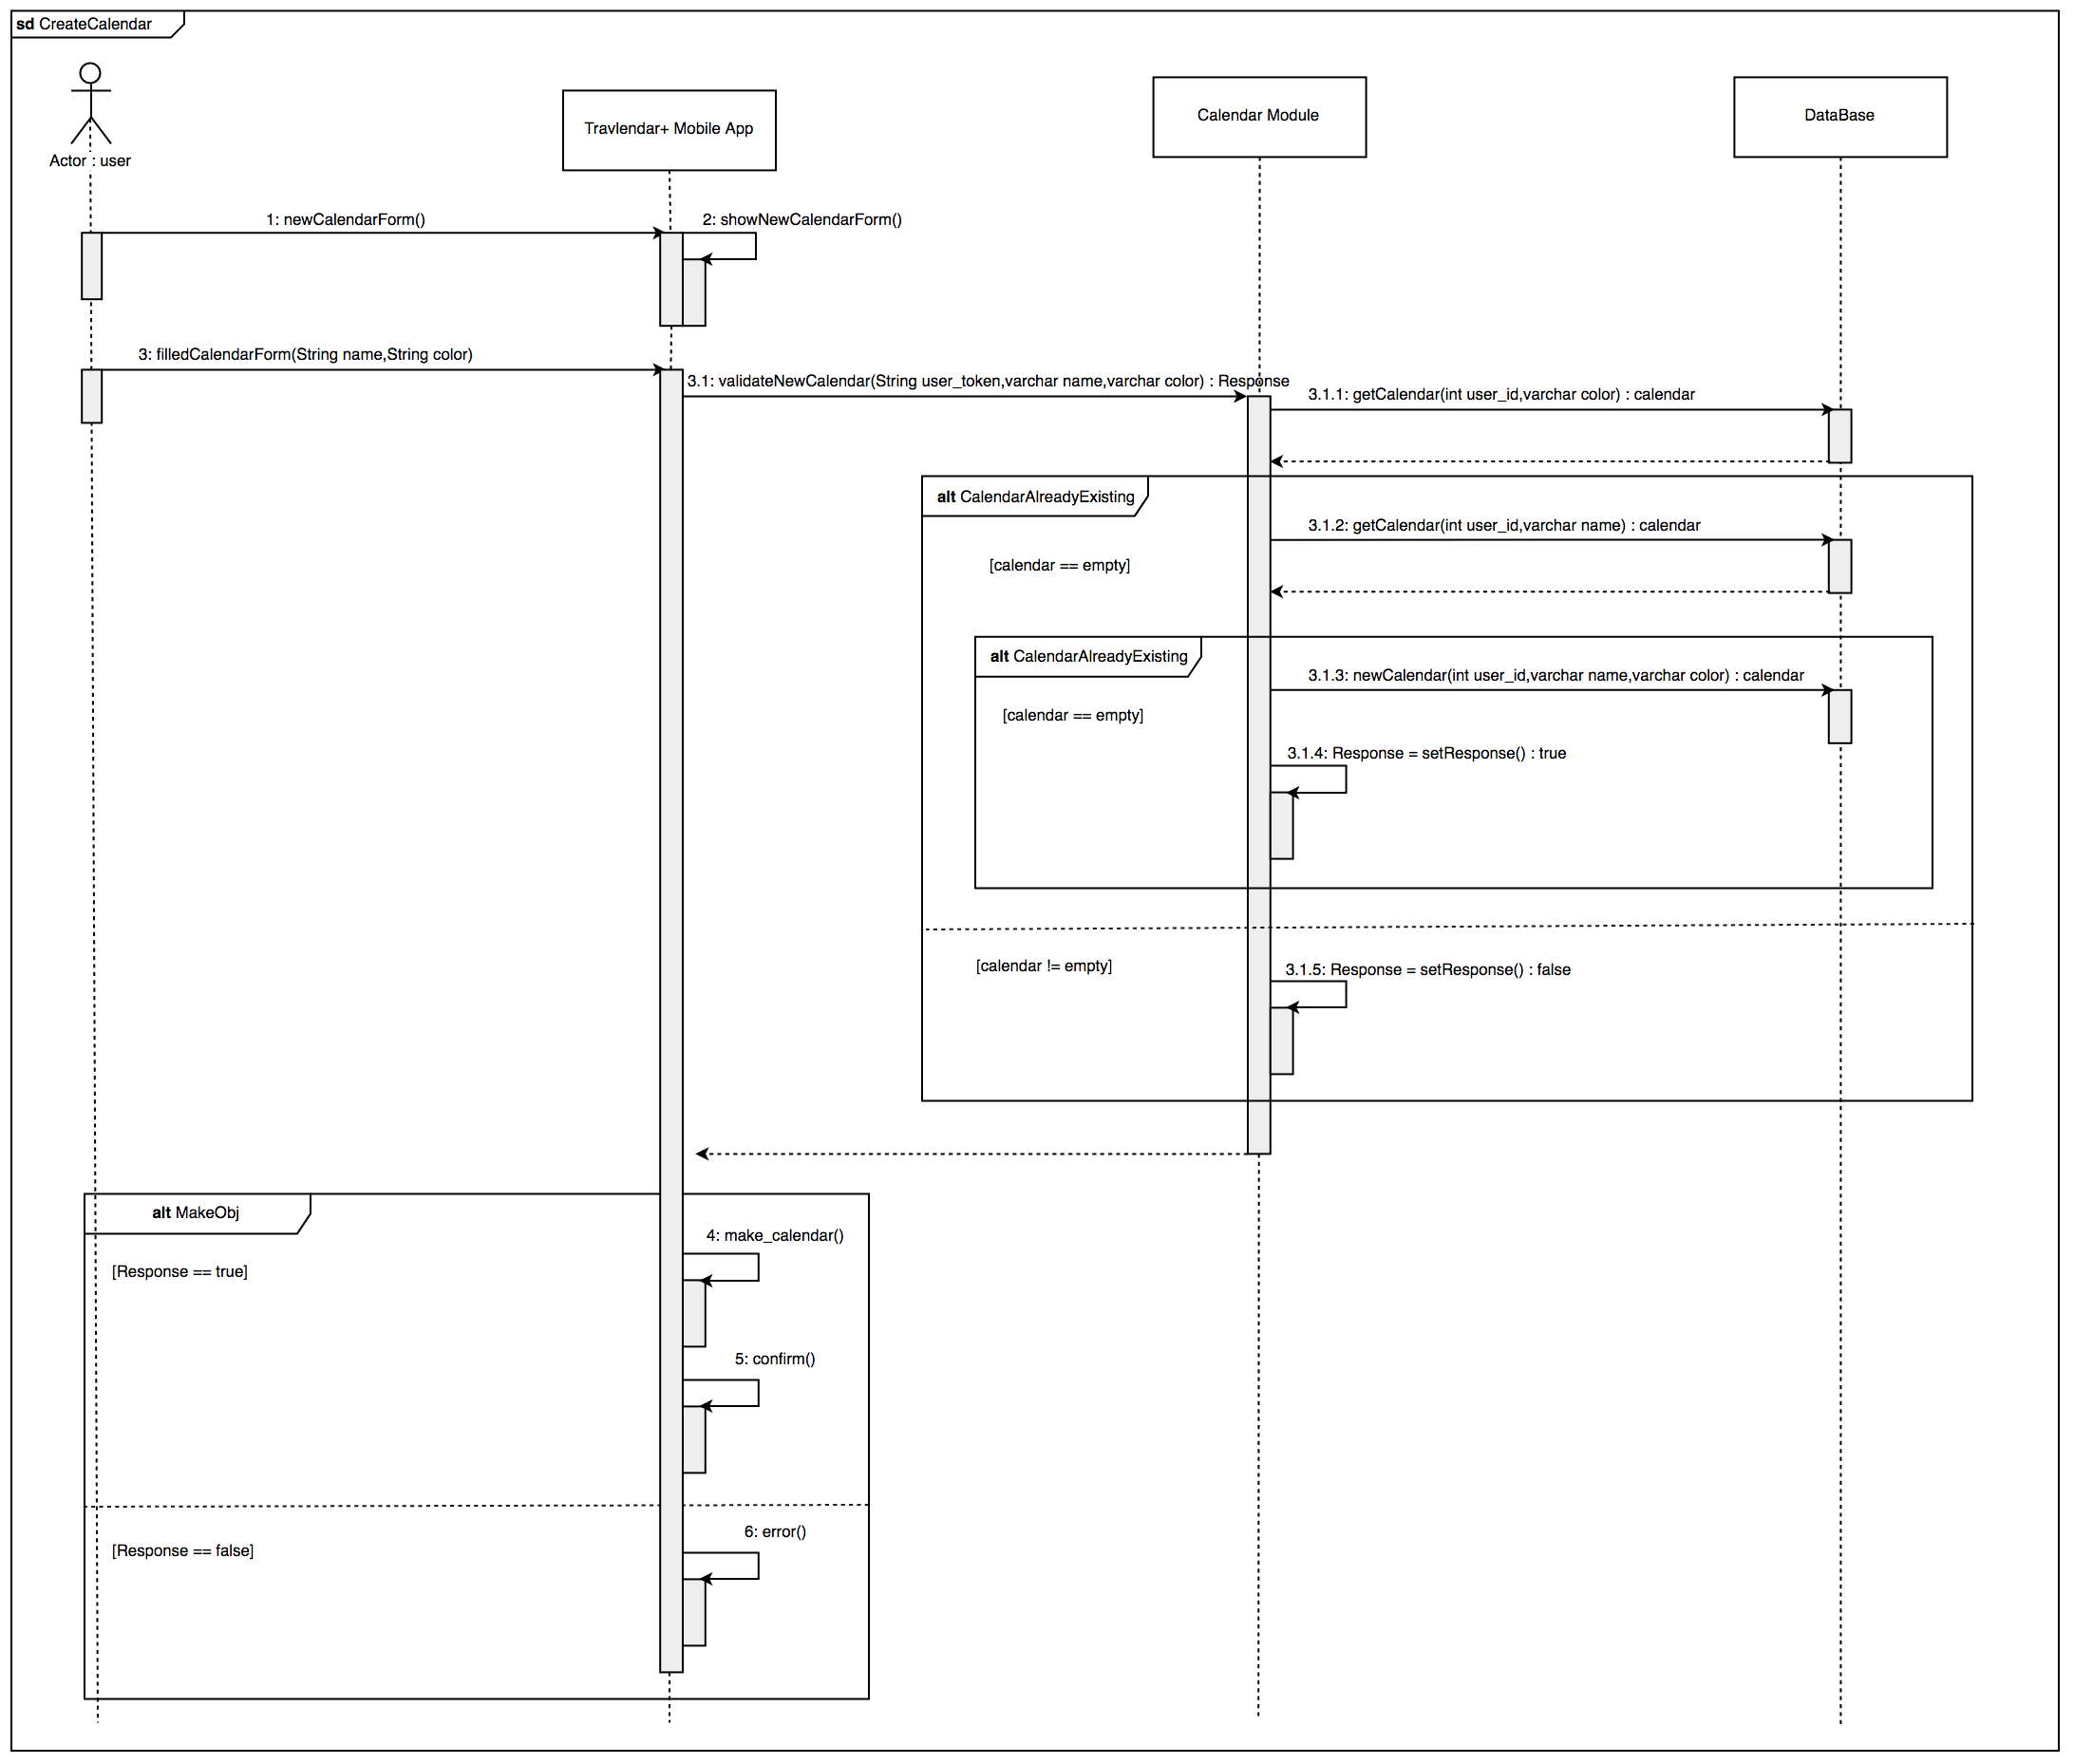 sd CreateCalendar
Actor : user
Travlendar+ Mobile App
Calendar Module
DataBase
1: newCalendarForm()
2: showNewCalendarForm()
3: filledCalendarForm(String name,String color)
3.1: validateNewCalendar(String user_token,varchar name,varchar color) : Response
3.1.1: getCalendar(int user_id,varchar color) : calendar
alt CalendarAlreadyExisting
3.1.2: getCalendar(int user_id,varchar name) : calendar
[calendar == empty]
alt CalendarAlreadyExisting
3.1.3: newCalendar(int user_id,varchar name,varchar color) : calendar
[calendar == empty]
3.1.4: Response = setResponse() : true
[calendar != empty]
3.1.5: Response = setResponse() : false
alt MakeObj
4: make_calendar()
[Response == true]
5: confirm()
6: error()
[Response == false]